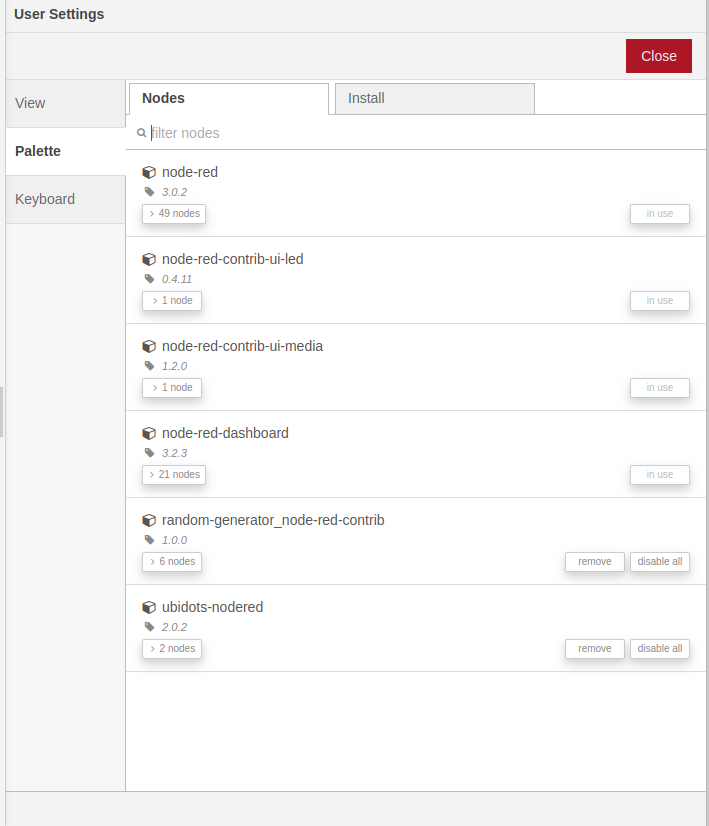 User Settings
Close
View
Palette
Keyboard
Nodes
Install
filter nodes
node-red
3.0.2
49 nodes
in use
node-red-contrib-ui-led
0.4.11
1 node
in use
node-red-contrib-ui-media
1.2.0
1 node
in use
node-red-dashboard
3.2.3
21 nodes
in use
random-generator_node-red-contrib
1.0.0
6 nodes
remove
disable all
ubidots-nodered
2.0.2
2 nodes
remove
disable all